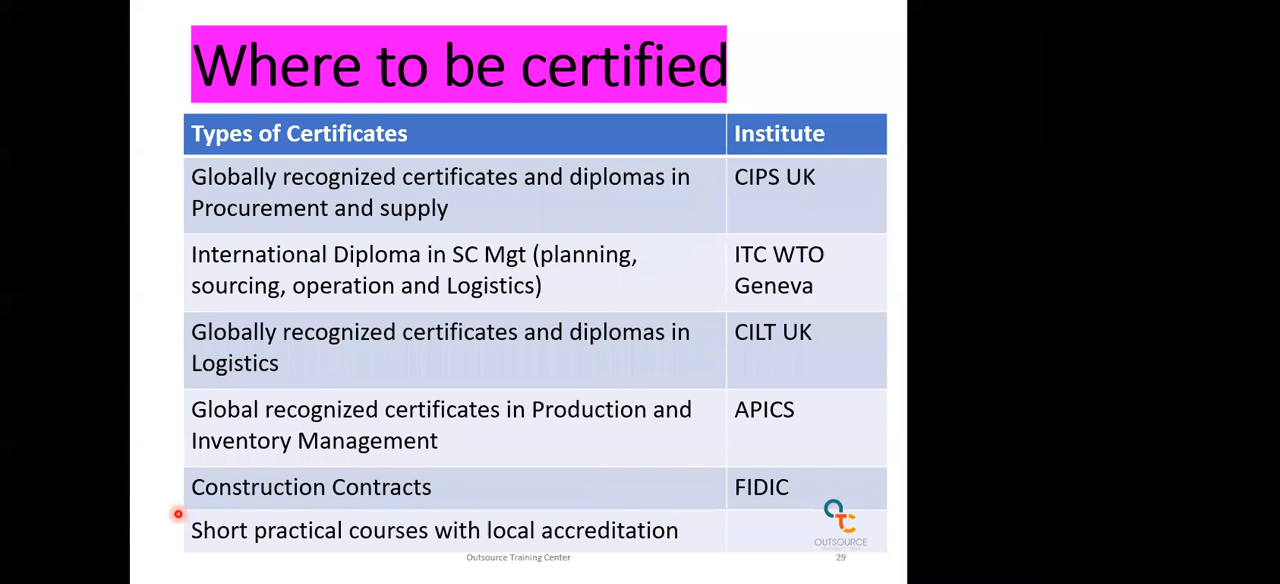 Where to be certified
Types of Certificates
Institute
Globally recognized certificates and diplomas in
Procurement and supply
CIPS UK
International Diploma in SC Mgt (planning,
sourcing, operation and Logistics)
ITC WTO
Geneva
Globally recognized certificates and diplomas in
Logistics
CILT UK
Global recognized certificates in Production and
Inventory Management
APICS
Construction Contracts
FIDIC
Short practical courses with local accreditation
OTC
OUTSOURCE
Outsource Training Center
29